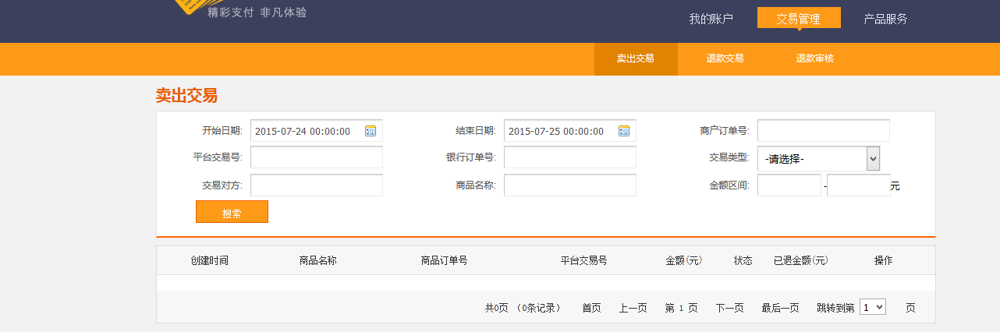 精彩支付 非凡体验
我的账户 交易管理 产品服务
卖出交易 退款交易 退款审核
卖出交易
开始日期: 2015-07-24 00:00:00 结束日期: 2015-07-25 00:00:00 商户订单号:
平台交易号: 银行订单号: 交易类型: -请选择-
交易对方: 商品名称: 金额区间: - 元
搜索
创建时间 商品名称 商品订单号 平台交易号 金额(元) 状态 已退金额(元) 操作
共0页 （0条记录） 首页 上一页 第 1 页 下一页 最后一页 跳转到第 1 页